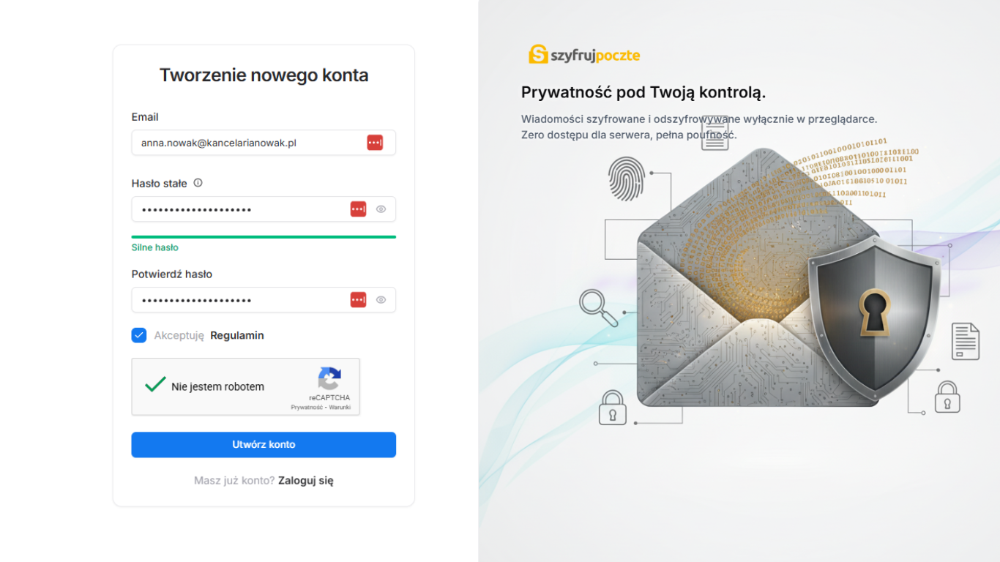 Tworzenie nowego konta
Email
anna.nowak@kancelarianowak.pl
Hasło stałe
••••••••••••••••••••
Silne hasło
Potwierdź hasło
••••••••••••••••••••
Akceptuję Regulamin
Nie jestem robotem
reCAPTCHA
Prywatność - Warunki
Utwórz konto
Masz już konto? Zaloguj się
szyfrujpoczte
Prywatność pod Twoją kontrolą.
Wiadomości szyfrowane i odszyfrowywane wyłącznie w przeglądarce.
Zero dostępu dla serwera, pełna poufność.